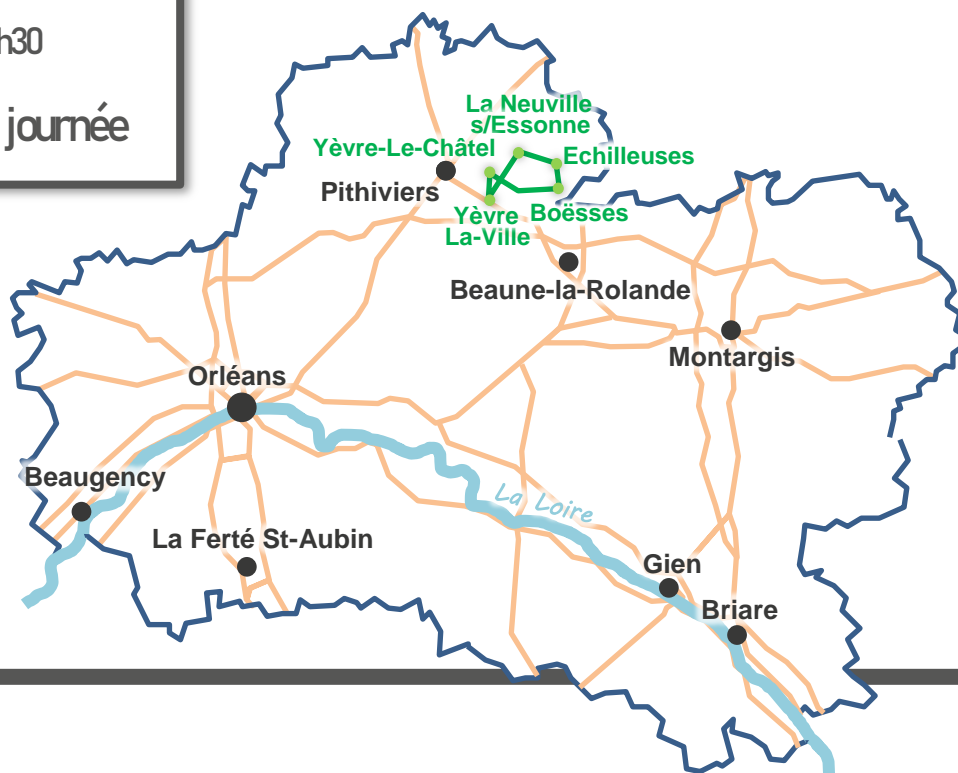 h30
journée
La Neuville
s/Essonne
Yèvre-Le-Châtel
Echilleuses
Pithiviers
Yèvre
La-Ville
Boësses
Beaune-la-Rolande
Montargis
Orléans
Beaugency
La Loire
La Ferté St-Aubin
Gien
Briare